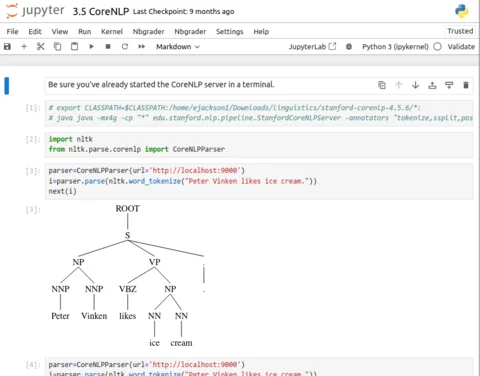 jupyter 3.5 CoreNLP Last Checkpoint: 9 months ago
File Edit View Run Kernel Nbgrader Nbgrader Settings Help Trusted
Markdown JupyterLab Python 3 (ipykernel) Validate
Be sure you've already started the CoreNLP server in a terminal.
[1]: # export CLASSPATH=$CLASSPATH:/home/ejackson1/Downloads/linguistics/stanford-corenlp-4.5.6/*:
# java java -mx4g -cp "*" edu.stanford.nlp.pipeline.StanfordCoreNLPServer -annotators "tokenize,ssplit,pos
[2]: import nltk
from nltk.parse.corenlp import CoreNLPParser
[3]: parser=CoreNLPParser(url='http://localhost:9000')
i=parser.parse(nltk.word_tokenize("Peter Vinken likes ice cream."))
next(i)
[3]: ROOT
S
NP VP .
NNP NNP VBZ NP .
Peter Vinken likes NN NN
ice cream
[4]: parser=CoreNLPParser(url='http://localhost:9000')
i=parser.parse(nltk.word_tokenize("Peter Vinken likes ice cream."))